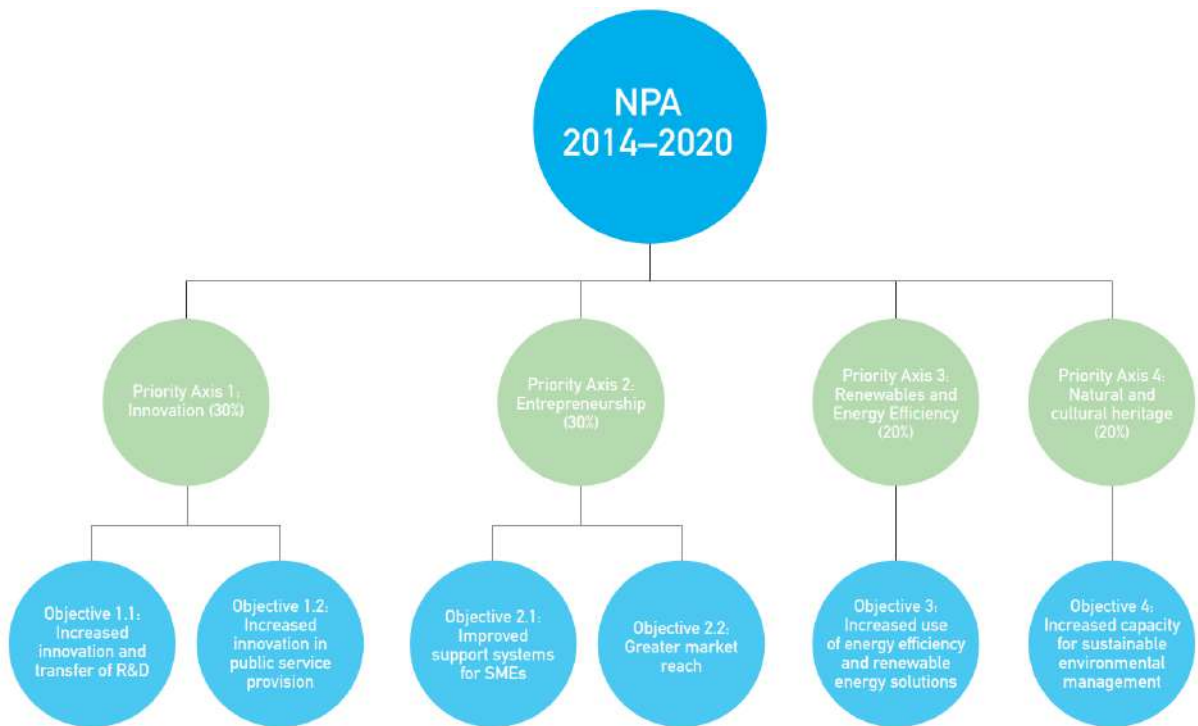 NPA
2014–2020
Priority Axis 1:
Innovation (30%)
Priority Axis 2:
Entrepreneurship
(30%)
Priority Axis 3:
Renewables and
Energy Efficiency
(20%)
Priority Axis 4:
Natural and
cultural heritage
(20%)
Objective 1.1:
Increased
innovation and
transfer of R&D
Objective 1.2:
Increased
innovation in
public service
provision
Objective 2.1:
Improved
support systems
for SMEs
Objective 2.2:
Greater market
reach
Objective 3:
Increased use
of energy efficiency
and renewable
energy solutions
Objective 4:
Increased capacity
for sustainable
environmental
management